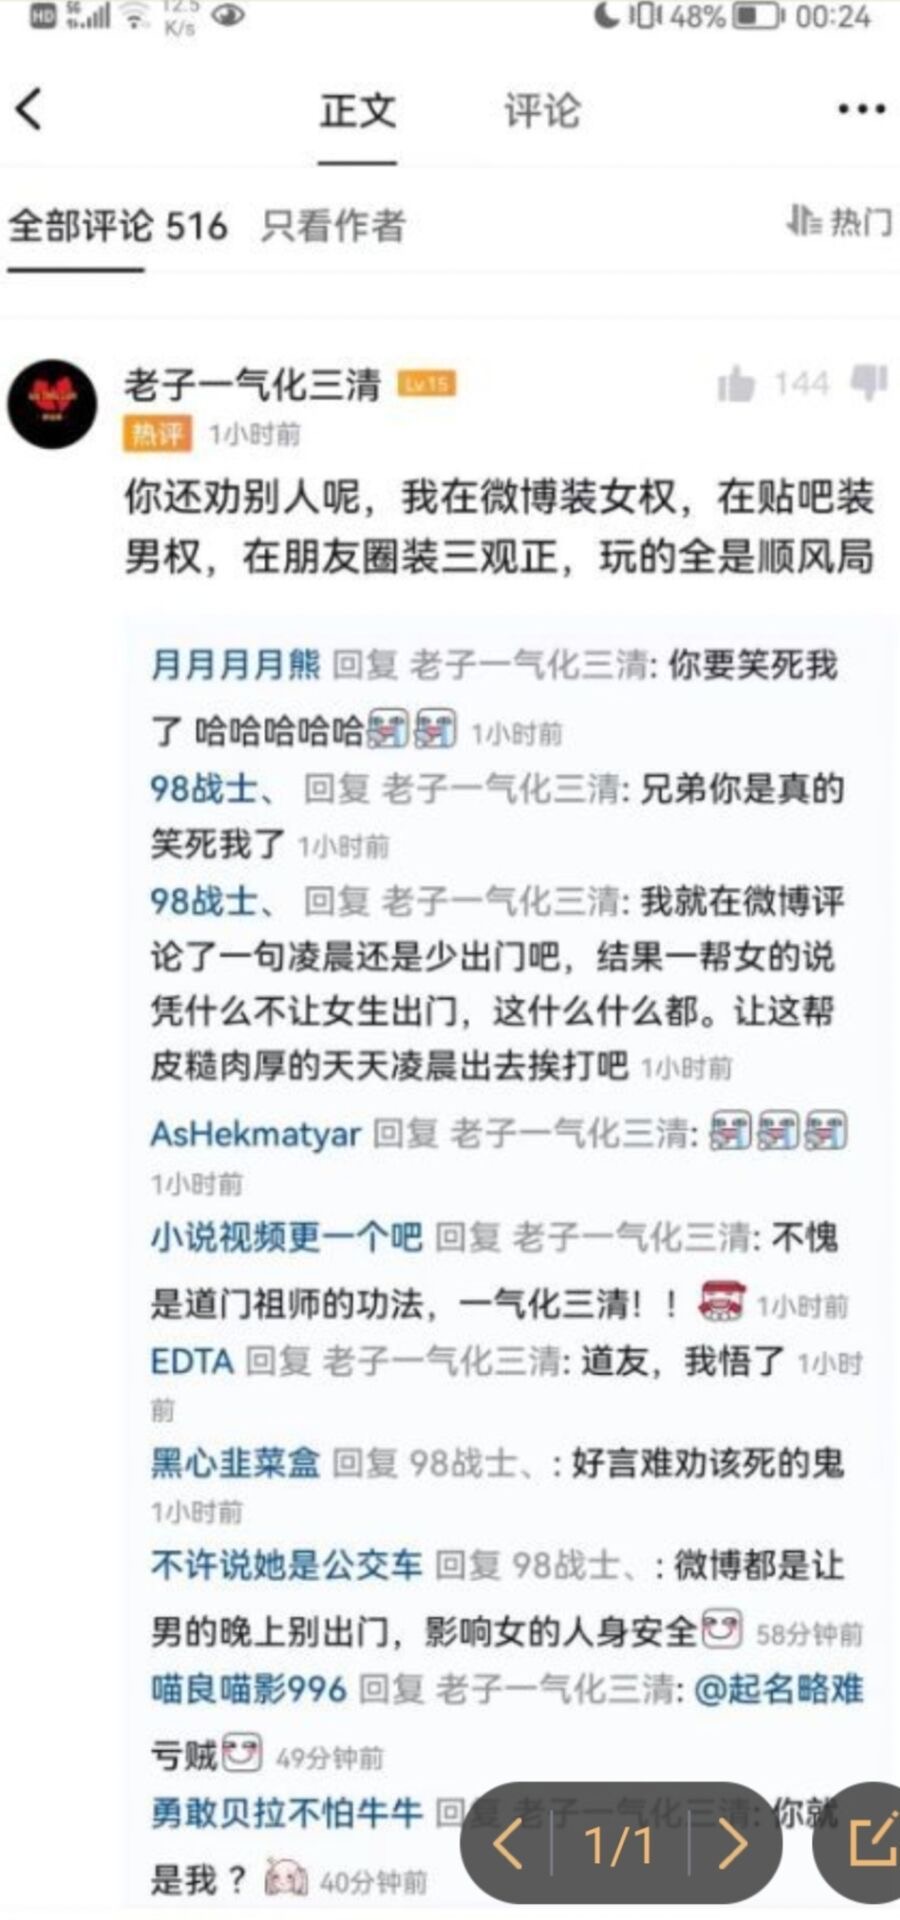 HD 5G 12.5 K/s 48% 00:24
正文 评论
全部评论 516 只看作者 热门
老子一气化三清 Lv.15 144
热评 1小时前
你还劝别人呢，我在微博装女权，在贴吧装
男权，在朋友圈装三观正，玩的全是顺风局
月月月月熊 回复 老子一气化三清: 你要笑死我
了 哈哈哈哈哈 1小时前
98战士、 回复 老子一气化三清: 兄弟你是真的
笑死我了 1小时前
98战士、 回复 老子一气化三清: 我就在微博评
论了一句凌晨还是少出门吧，结果一帮女的说
凭什么不让女生出门，这什么什么都。让这帮
皮糙肉厚的天天凌晨出去挨打吧 1小时前
AsHekmatyar 回复 老子一气化三清:
1小时前
小说视频更一个吧 回复 老子一气化三清: 不愧
是道门祖师的功法，一气化三清！！ 1小时前
EDTA 回复 老子一气化三清: 道友，我悟了 1小时
前
黑心韭菜盒 回复 98战士、: 好言难劝该死的鬼
1小时前
不许说她是公交车 回复 98战士、: 微博都是让
男的晚上别出门，影响女的人身安全 58分钟前
喵良喵影996 回复 老子一气化三清: @起名略难
亏贼 49分钟前
勇敢贝拉不怕牛牛 回复 老子一气化三清: 你就
是我？ 40分钟前
1/1